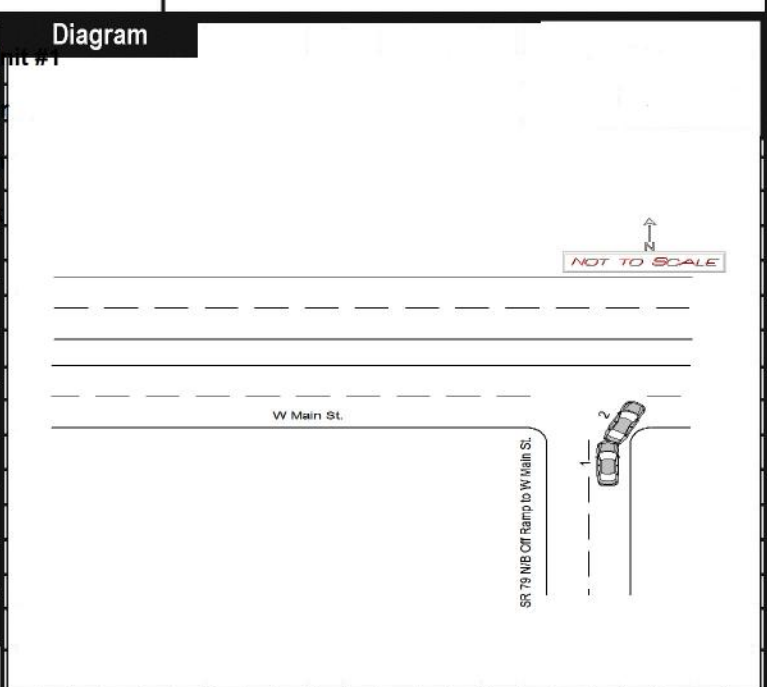 Diagram
nit #1
N
NOT TO SCALE
W Main St.
2
1
SR 79 N/B Off Ramp to W Main St.